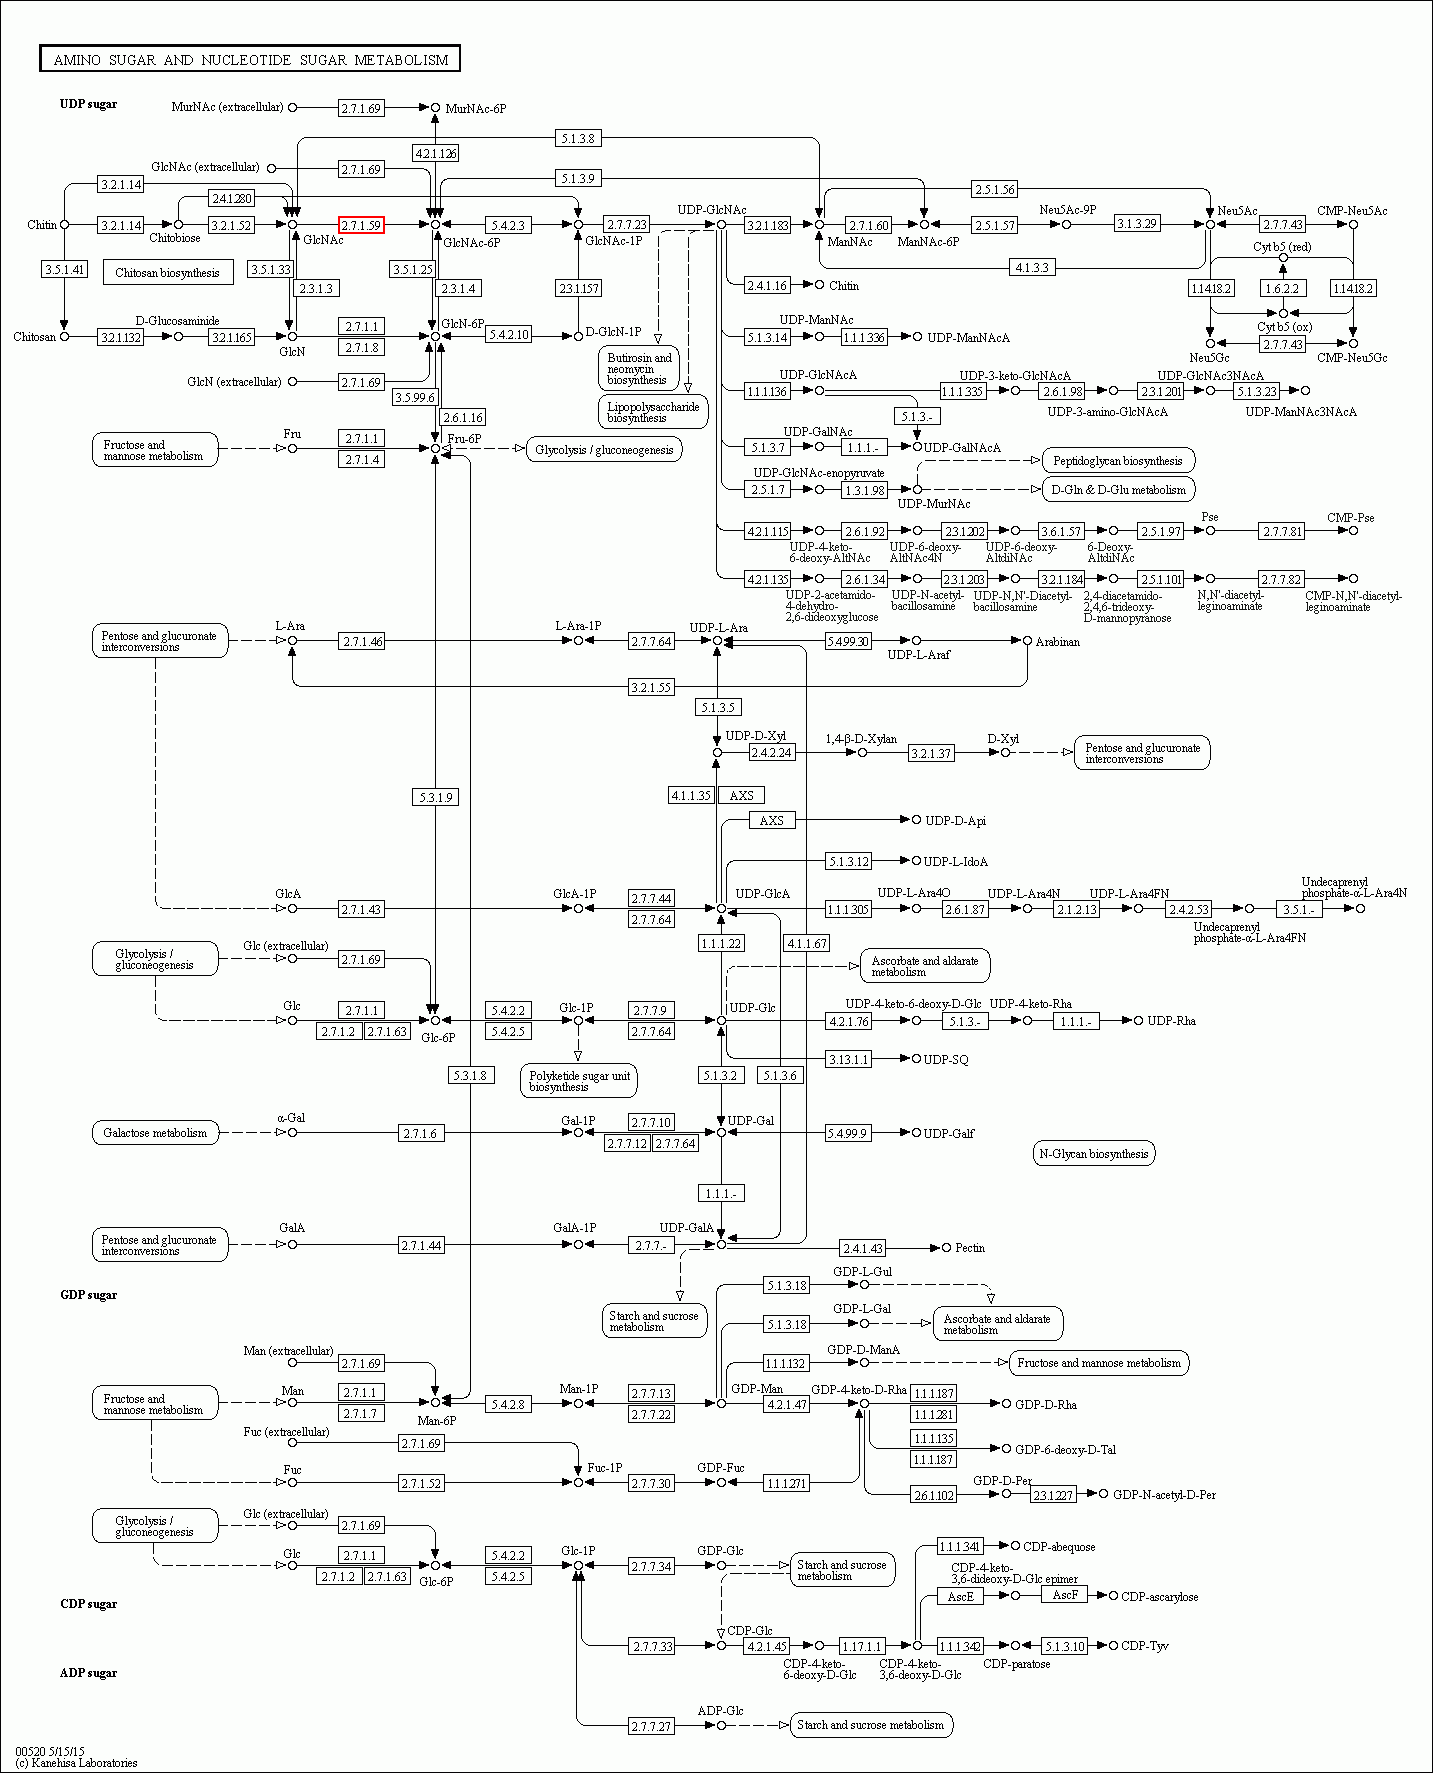 AMINO SUGAR AND NUCLEOTIDE SUGAR METABOLISM
UDP sugar
MurNAc (extracellular)
2.7.1.69
MurNAc-6P
5.1.3.8
4.2.1.126
GlcNAc (extracellular)
2.7.1.69
5.1.3.9
3.2.1.14
2.4.1.280
2.5.1.56
Chitin
3.2.1.14
Chitobiose
3.2.1.52
GlcNAc
2.7.1.59
GlcNAc-6P
5.4.2.3
GlcNAc-1P
2.7.7.23
UDP-GlcNAc
3.2.1.183
ManNAc
2.7.1.60
ManNAc-6P
2.5.1.57
Neu5Ac-9P
3.1.3.29
Neu5Ac
2.7.7.43
CMP-Neu5Ac
Cyt b5 (red)
3.5.1.41
Chitosan biosynthesis
3.5.1.33
2.3.1.3
3.5.1.25
2.3.1.4
2.3.1.157
4.1.3.3
2.4.1.16
Chitin
1.14.18.2
1.6.2.2
1.14.18.2
Cyt b5 (ox)
Chitosan
3.2.1.132
D-Glucosaminide
3.2.1.165
GlcN
2.7.1.1
2.7.1.8
GlcN-6P
5.4.2.10
D-GlcN-1P
UDP-ManNAc
5.1.3.14
1.1.1.336
UDP-ManNAcA
Neu5Gc
2.7.7.43
CMP-Neu5Gc
Butirosin and
neomycin
biosynthesis
GlcN (extracellular)
2.7.1.69
3.5.99.6
2.6.1.16
Lipopolysaccharide
biosynthesis
1.1.1.136
UDP-GlcNAcA
1.1.1.335
UDP-3-keto-GlcNAcA
2.6.1.98
UDP-3-amino-GlcNAcA
2.3.1.201
UDP-GlcNAc3NAcA
5.1.3.23
UDP-ManNAc3NAcA
5.1.3.-
Fructose and
mannose metabolism
Fru
2.7.1.1
2.7.1.4
Fru-6P
Glycolysis / gluconeogenesis
5.1.3.7
UDP-GalNAc
1.1.1.-
UDP-GalNAcA
Peptidoglycan biosynthesis
UDP-GlcNAc-enopyruvate
2.5.1.7
1.3.1.98
UDP-MurNAc
D-Gln & D-Glu metabolism
4.2.1.115
UDP-4-keto-
6-deoxy-AltNAc
2.6.1.92
UDP-6-deoxy-
AltNAc4N
2.3.1.202
UDP-6-deoxy-
AltdiNAc
3.6.1.57
6-Deoxy-
AltdiNAc
2.5.1.97
Pse
2.7.7.81
CMP-Pse
4.2.1.135
UDP-2-acetamido-
4-dehydro-
2,6-dideoxyglucose
2.6.1.34
UDP-N-acetyl-
bacillosamine
2.3.1.203
UDP-N,N'-Diacetyl-
bacillosamine
3.2.1.184
2,4-diacetamido-
2,4,6-trideoxy-
D-mannopyranose
2.5.1.101
N,N'-diacetyl-
leginoaminate
2.7.7.82
CMP-N,N'-diacetyl-
leginoaminate
Pentose and glucuronate
interconversions
L-Ara
2.7.1.46
L-Ara-1P
2.7.7.64
UDP-L-Ara
5.4.99.30
UDP-L-Araf
Arabinan
3.2.1.55
5.1.3.5
UDP-D-Xyl
2.4.2.24
1,4-β-D-Xylan
3.2.1.37
D-Xyl
Pentose and glucuronate
interconversions
5.3.1.9
4.1.1.35
AXS
AXS
UDP-D-Api
5.1.3.12
UDP-L-IdoA
GlcA
2.7.1.43
GlcA-1P
2.7.7.44
2.7.7.64
UDP-GlcA
1.1.1.305
UDP-L-Ara4O
2.6.1.87
UDP-L-Ara4N
2.1.2.13
UDP-L-Ara4FN
2.4.2.53
Undecaprenyl
phosphate-α-L-Ara4FN
3.5.1.-
Undecaprenyl
phosphate-α-L-Ara4N
1.1.1.22
4.1.1.67
Glycolysis /
gluconeogenesis
Glc (extracellular)
2.7.1.69
Ascorbate and aldarate
metabolism
Glc
2.7.1.1
2.7.1.2
2.7.1.63
Glc-6P
5.4.2.2
5.4.2.5
Glc-1P
2.7.7.9
2.7.7.64
UDP-Glc
4.2.1.76
UDP-4-keto-6-deoxy-D-Glc
5.1.3.-
UDP-4-keto-Rha
1.1.1.-
UDP-Rha
3.13.1.1
UDP-SQ
5.3.1.8
Polyketide sugar unit
biosynthesis
5.1.3.2
5.1.3.6
Galactose metabolism
α-Gal
2.7.1.6
Gal-1P
2.7.7.10
2.7.7.12
2.7.7.64
UDP-Gal
5.4.99.9
UDP-Galf
N-Glycan biosynthesis
1.1.1.-
Pentose and glucuronate
interconversions
GalA
2.7.1.44
GalA-1P
2.7.7.-
UDP-GalA
2.4.1.43
Pectin
GDP sugar
Starch and sucrose
metabolism
5.1.3.18
GDP-L-Gul
5.1.3.18
GDP-L-Gal
Ascorbate and aldarate
metabolism
Man (extracellular)
2.7.1.69
1.1.1.132
GDP-D-ManA
Fructose and mannose metabolism
Fructose and
mannose metabolism
Man
2.7.1.1
2.7.1.7
Man-6P
5.4.2.8
Man-1P
2.7.7.13
2.7.7.22
GDP-Man
4.2.1.47
GDP-4-keto-D-Rha
1.1.1.187
1.1.1.281
GDP-D-Rha
1.1.1.135
1.1.1.187
GDP-6-deoxy-D-Tal
Fuc (extracellular)
2.7.1.69
Fuc
2.7.1.52
Fuc-1P
2.7.7.30
GDP-Fuc
1.1.1.271
2.6.1.102
GDP-D-Per
2.3.1.227
GDP-N-acetyl-D-Per
Glycolysis /
gluconeogenesis
Glc (extracellular)
2.7.1.69
Glc
2.7.1.1
2.7.1.2
2.7.1.63
Glc-6P
5.4.2.2
5.4.2.5
Glc-1P
2.7.7.34
GDP-Glc
Starch and sucrose
metabolism
1.1.1.341
CDP-abequose
CDP-4-keto-
3,6-dideoxy-D-Glc epimer
AscE
AscF
CDP-ascarylose
CDP sugar
2.7.7.33
CDP-Glc
4.2.1.45
CDP-4-keto-
6-deoxy-D-Glc
1.17.1.1
CDP-4-keto-
3,6-deoxy-D-Glc
1.1.1.342
CDP-paratose
5.1.3.10
CDP-Tyv
ADP sugar
2.7.7.27
ADP-Glc
Starch and sucrose metabolism
00520 5/15/15
(c) Kanehisa Laboratories